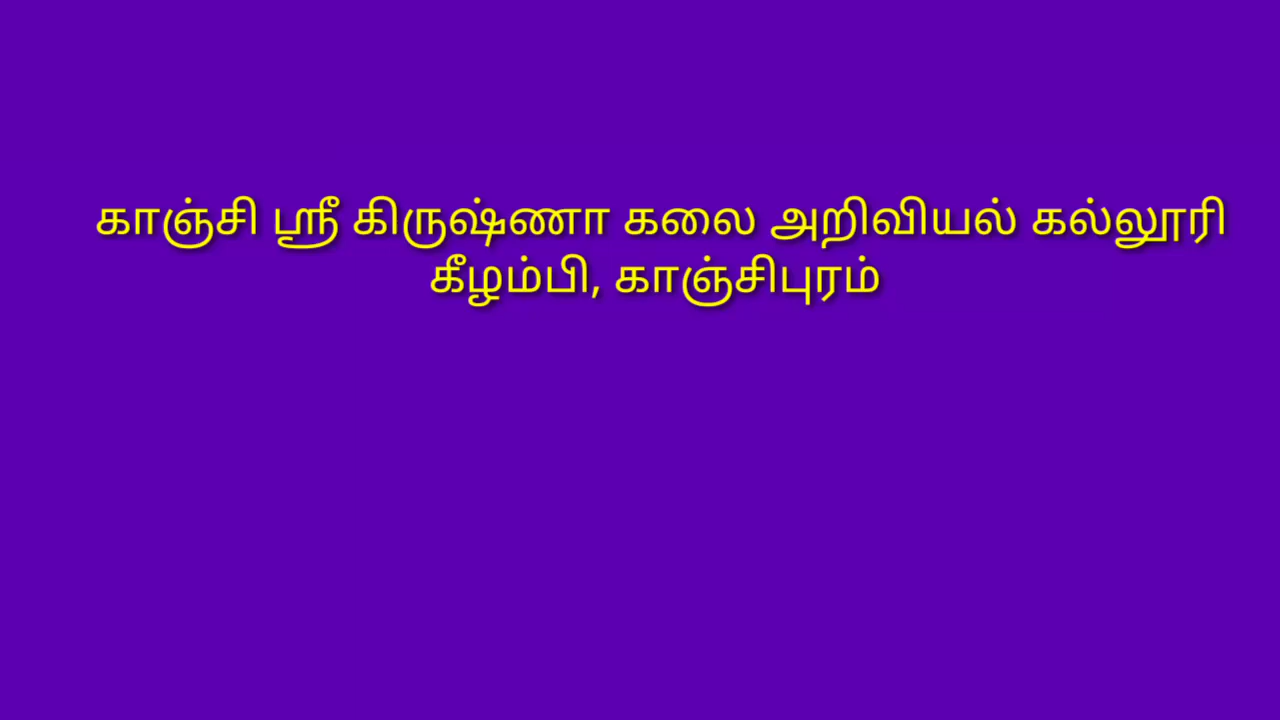 காஞ்சி ஸ்ரீ கிருஷ்ணா கலை அறிவியல் கல்லூரி
கீழம்பி, காஞ்சிபுரம்